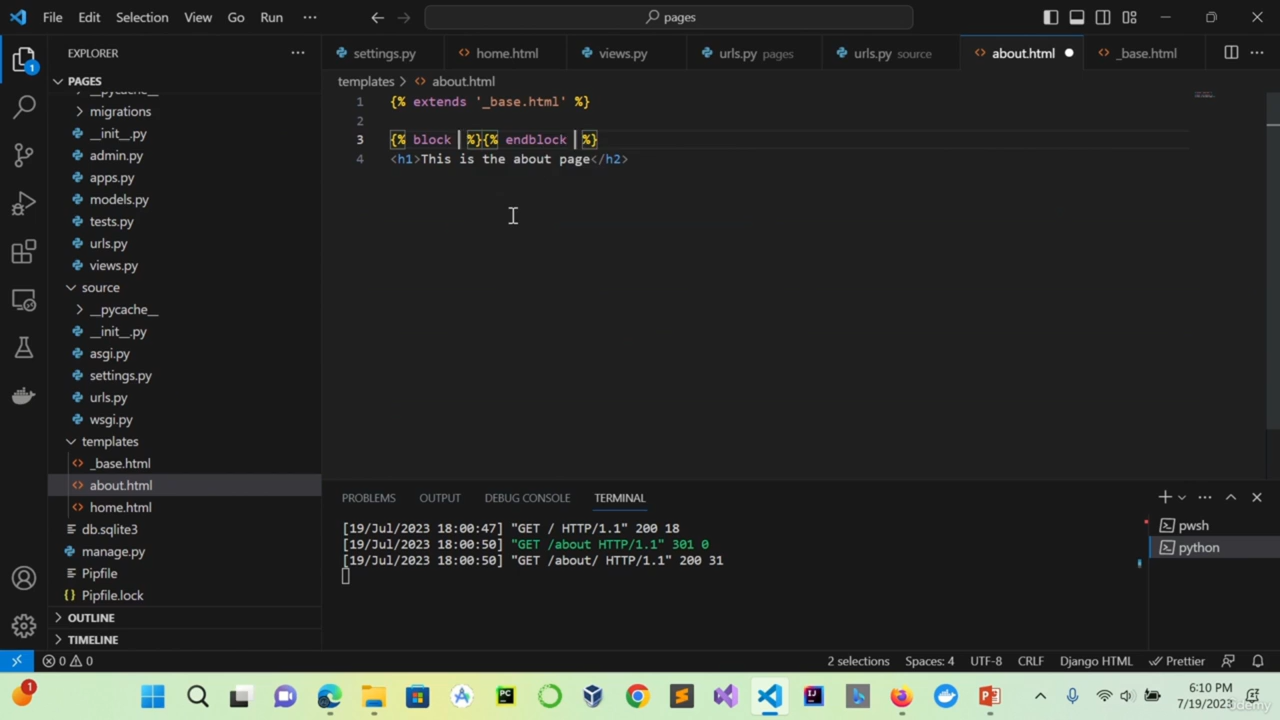 File Edit Selection View Go Run ··· pages
EXPLORER ···
settings.py home.html views.py urls.py pages urls.py source about.html _base.html ···
PAGES
templates > about.html
__pycache__
migrations
__init__.py
admin.py
apps.py
models.py
tests.py
urls.py
views.py
source
__pycache__
__init__.py
asgi.py
settings.py
urls.py
wsgi.py
templates
_base.html
about.html
home.html
db.sqlite3
manage.py
Pipfile
{} Pipfile.lock
OUTLINE
TIMELINE
1
1 {% extends '_base.html' %}
2
3 {% block %}{% endblock %}
4 <h1>This is the about page</h2>
PROBLEMS OUTPUT DEBUG CONSOLE TERMINAL
[19/Jul/2023 18:00:47] "GET / HTTP/1.1" 200 18
[19/Jul/2023 18:00:50] "GET /about HTTP/1.1" 301 0
[19/Jul/2023 18:00:50] "GET /about/ HTTP/1.1" 200 31
pwsh
python
0 0 2 selections Spaces: 4 UTF-8 CRLF Django HTML Prettier
1
PC
6:10 PM
7/19/2023
Udemy